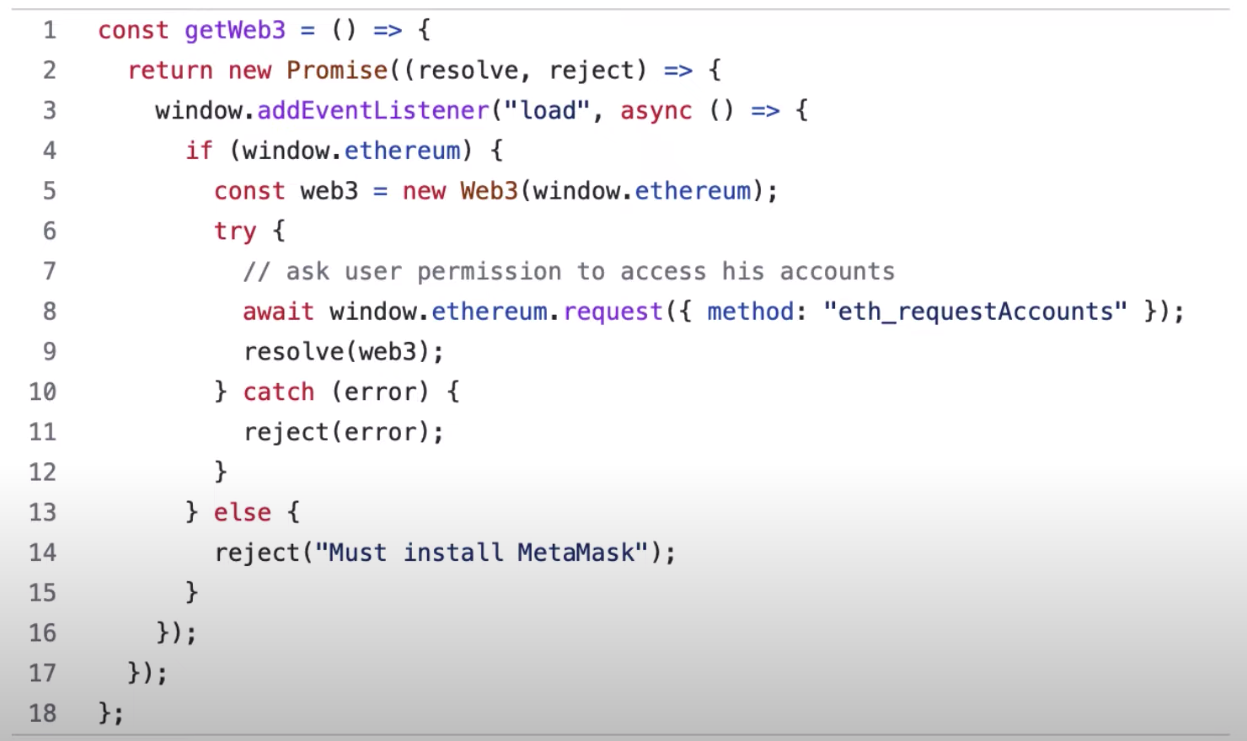 1 const getWeb3 = () => {
2 return new Promise((resolve, reject) => {
3 window.addEventListener("load", async () => {
4 if (window.ethereum) {
5 const web3 = new Web3(window.ethereum);
6 try {
7 // ask user permission to access his accounts
8 await window.ethereum.request({ method: "eth_requestAccounts" });
9 resolve(web3);
10 } catch (error) {
11 reject(error);
12 }
13 } else {
14 reject("Must install MetaMask");
15 }
16 });
17 });
18 };